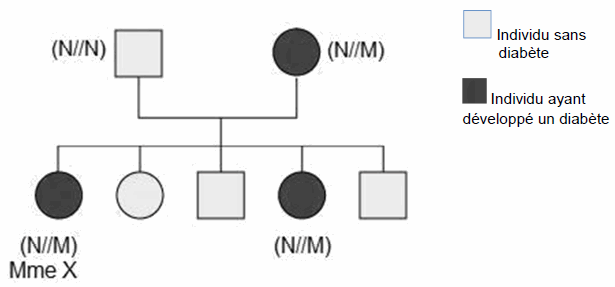 (N//N)
(N//M)
Individu sans
diabète
Individu ayant
développé un diabète
(N//M)
Mme X
(N//M)